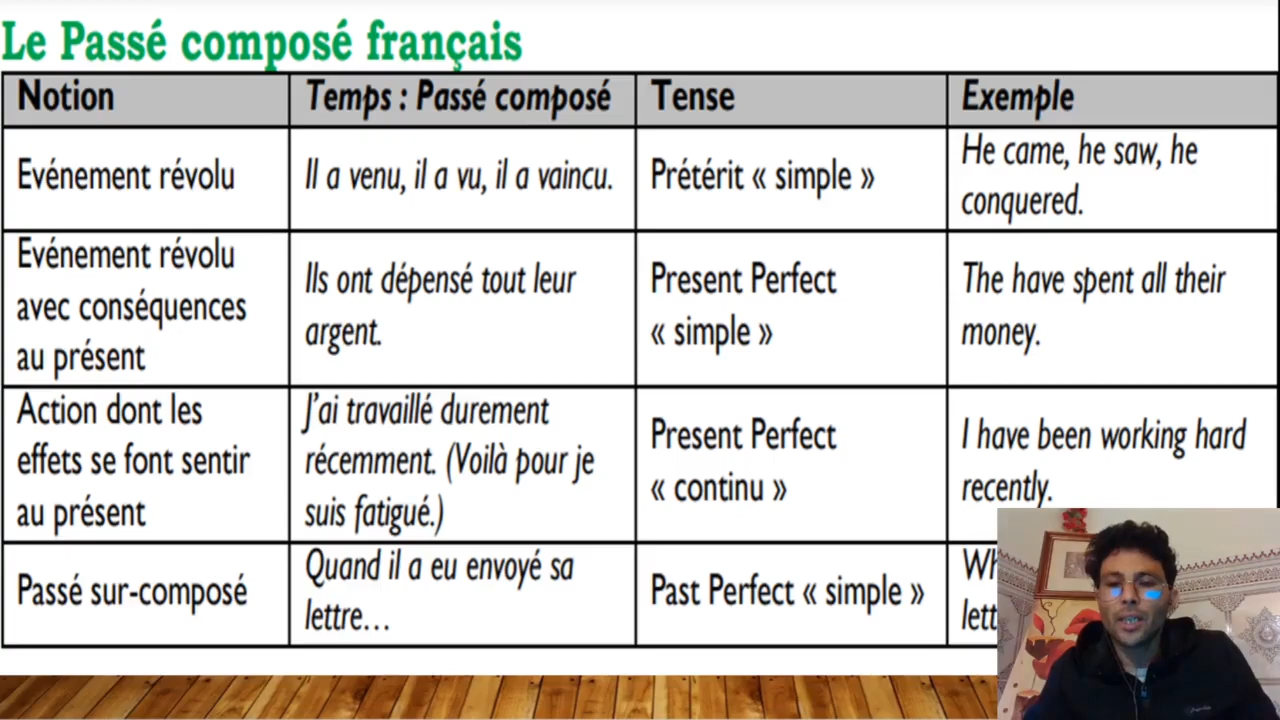 Le Passé composé français
Notion
Temps : Passé composé
Tense
Exemple
Evénement révolu
Il a venu, il a vu, il a vaincu.
Prétérit « simple »
He came, he saw, he
conquered.
Evénement révolu
avec conséquences
au présent
Ils ont dépensé tout leur
argent.
Present Perfect
« simple »
The have spent all their
money.
Action dont les
effets se font sentir
au présent
J’ai travaillé durement
récemment. (Voilà pour je
suis fatigué.)
Present Perfect
« continu »
I have been working hard
recently.
Passé sur-composé
Quand il a eu envoyé sa
lettre…
Past Perfect « simple »